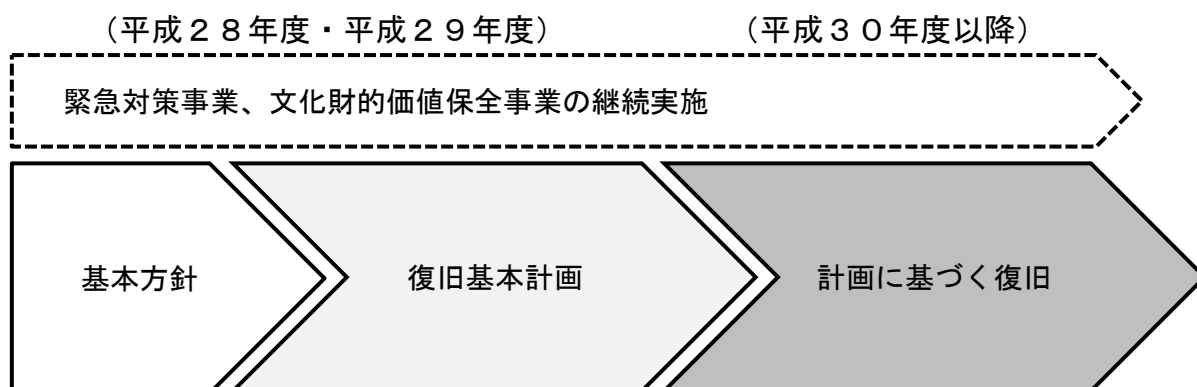 （平成２８年度・平成２９年度）
（平成３０年度以降）
緊急対策事業、文化財的価値保全事業の継続実施
基本方針
復旧基本計画
計画に基づく復旧